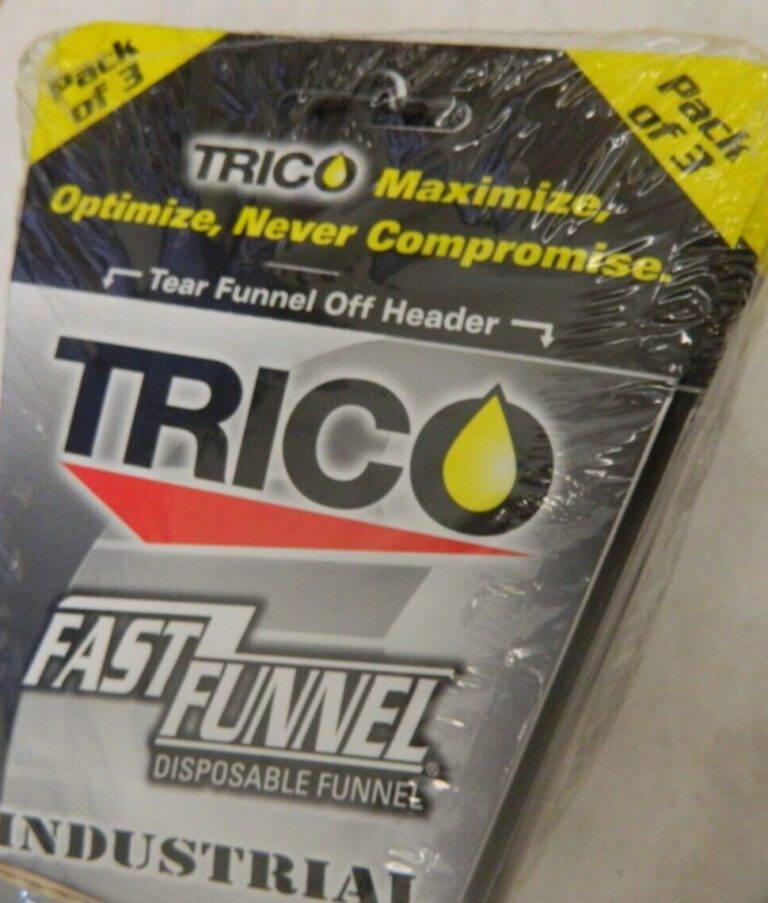 Pack
of 3
Pack
of 3
TRICO Maximize,
Optimize, Never Compromise.
Tear Funnel Off Header
TRICO
FAST FUNNEL®
DISPOSABLE FUNNEL
INDUSTRIAL